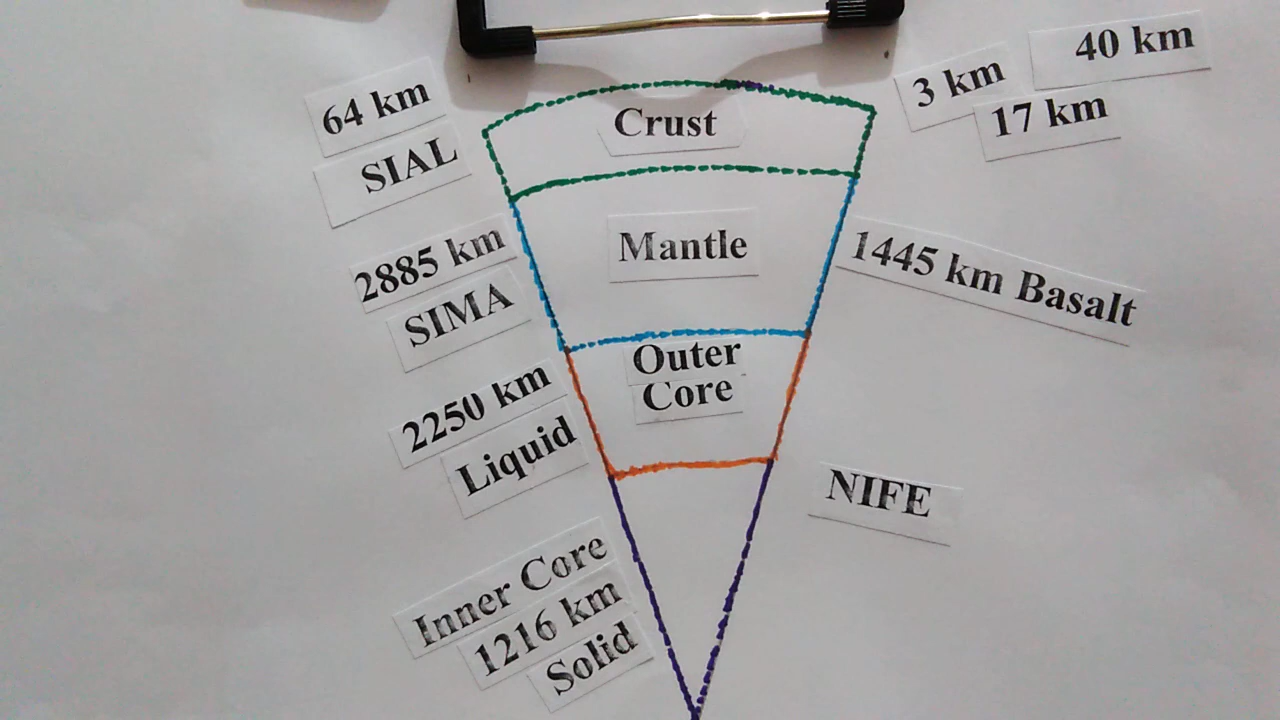 40 km
3 km
17 km
64 km
SIAL
Crust
Mantle
2885 km
SIMA
1445 km Basalt
Outer
Core
2250 km
Liquid
NIFE
Inner Core
1216 km
Solid